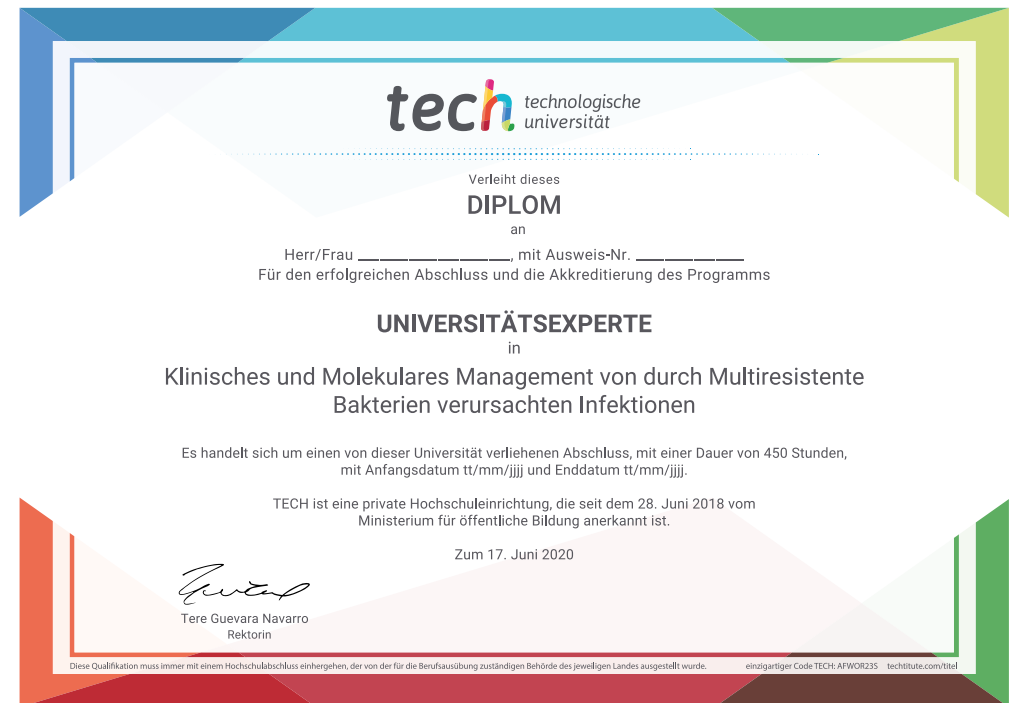 tech technologische
universität
Verleiht dieses
DIPLOM
an
Herr/Frau ____________________, mit Ausweis-Nr. ______________
Für den erfolgreichen Abschluss und die Akkreditierung des Programms
UNIVERSITÄTSEXPERTE
in
Klinisches und Molekulares Management von durch Multiresistente
Bakterien verursachten Infektionen
Es handelt sich um einen von dieser Universität verliehenen Abschluss, mit einer Dauer von 450 Stunden,
mit Anfangsdatum tt/mm/jjjj und Enddatum tt/mm/jjjj.
TECH ist eine private Hochschuleinrichtung, die seit dem 28. Juni 2018 vom
Ministerium für öffentliche Bildung anerkannt ist.
Zum 17. Juni 2020
Tere Guevara Navarro
Rektorin
Diese Qualifikation muss immer mit einem Hochschulabschluss einhergehen, der von der für die Berufsausübung zuständigen Behörde des jeweiligen Landes ausgestellt wurde. einzigartiger Code TECH: AFWOR23S techtitute.com/titel